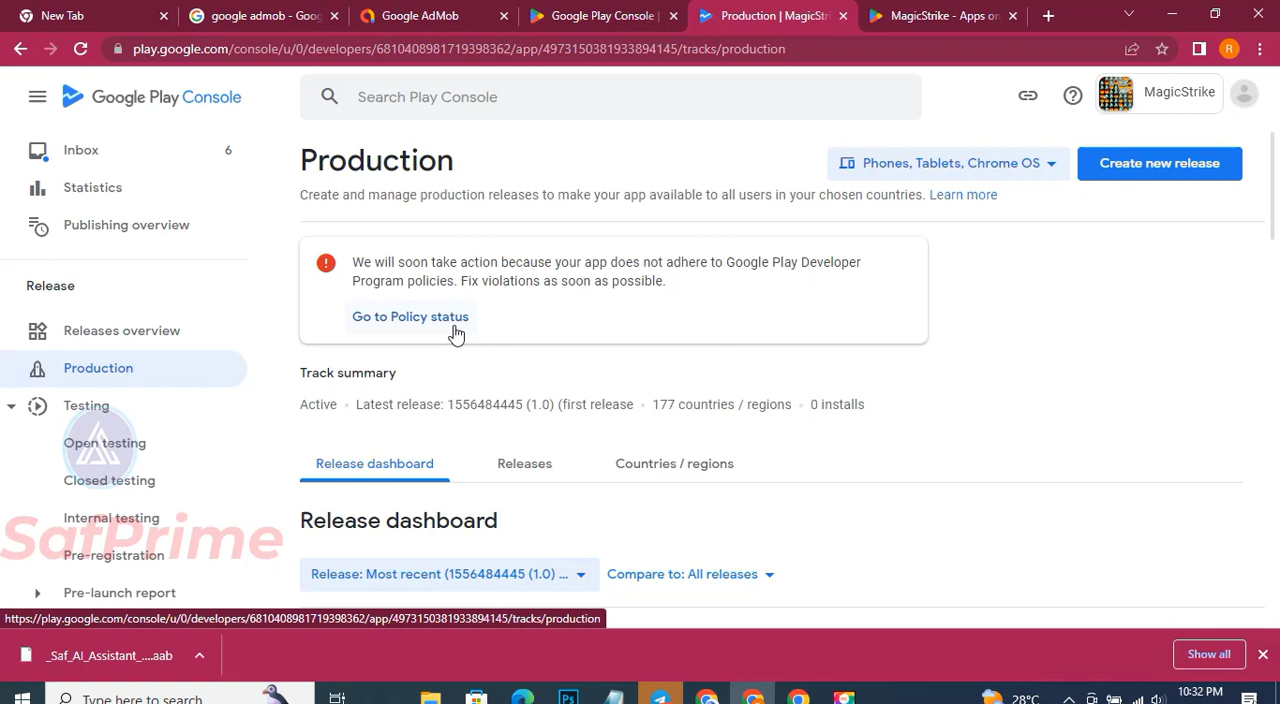 New Tab
google admob - Goog
Google AdMob
Google Play Console |
Production | MagicStri
MagicStrike - Apps on
play.google.com/console/u/0/developers/6810408981719398362/app/4973150381933894145/tracks/production
R
Google Play Console
Search Play Console
MagicStrike
Inbox 6
Statistics
Publishing overview
Release
Releases overview
Production
Testing
Open testing
Closed testing
Internal testing
Pre-registration
Pre-launch report
SafPrime
Production
Phones, Tablets, Chrome OS
Create new release
Create and manage production releases to make your app available to all users in your chosen countries. Learn more
We will soon take action because your app does not adhere to Google Play Developer
Program policies. Fix violations as soon as possible.
Go to Policy status
Track summary
Active • Latest release: 1556484445 (1.0) (first release • 177 countries / regions • 0 installs
Release dashboard
Releases
Countries / regions
Release dashboard
Release: Most recent (1556484445 (1.0) ...
Compare to: All releases
https://play.google.com/console/u/0/developers/6810408981719398362/app/4973150381933894145/tracks/production
_Saf_AI_Assistant_....aab
Show all
Type here to search
Ps
28°C
10:32 PM